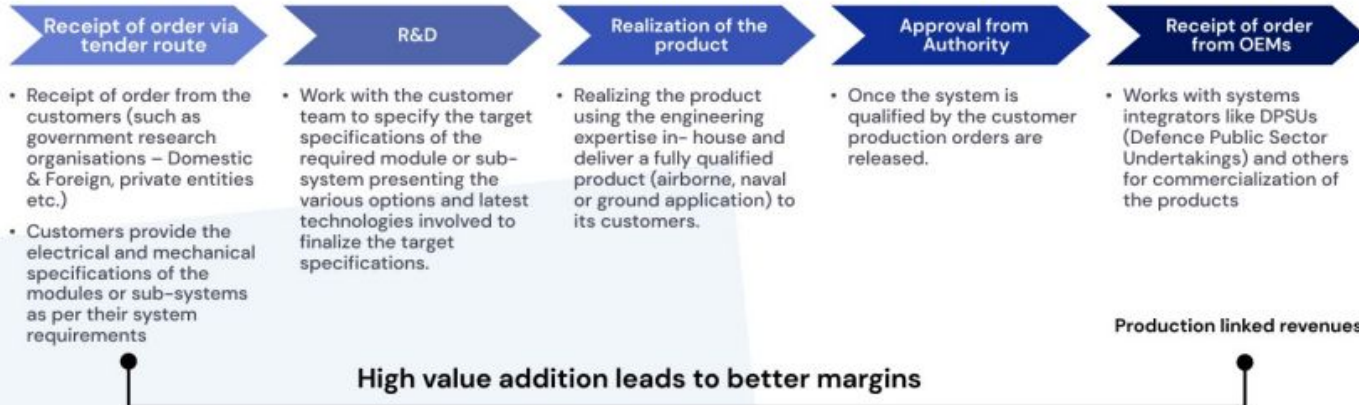 Receipt of order via
tender route
R&D
Realization of the
product
Approval from
Authority
Receipt of order
from OEMs
• Receipt of order from the
customers (such as
government research
organisations – Domestic
& Foreign, private entities
etc.)
• Customers provide the
electrical and mechanical
specifications of the
modules or sub-systems
as per their system
requirements
• Work with the customer
team to specify the target
specifications of the
required module or sub-
system presenting the
various options and latest
technologies involved to
finalize the target
specifications.
• Realizing the product
using the engineering
expertise in- house and
deliver a fully qualified
product (airborne, naval
or ground application) to
its customers.
• Once the system is
qualified by the customer
production orders are
released.
• Works with systems
integrators like DPSUs
(Defence Public Sector
Undertakings) and others
for commercialization of
the products
Production linked revenues
High value addition leads to better margins